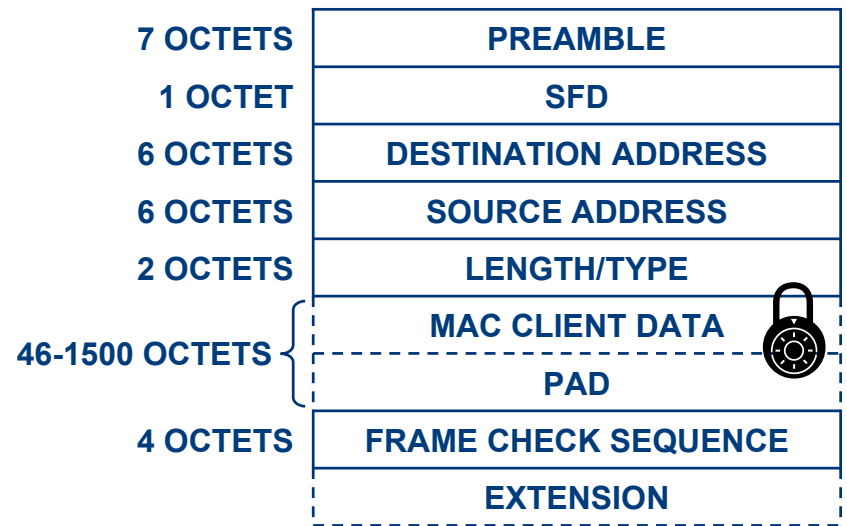 7 OCTETS PREAMBLE
1 OCTET SFD
6 OCTETS DESTINATION ADDRESS
6 OCTETS SOURCE ADDRESS
2 OCTETS LENGTH/TYPE
MAC CLIENT DATA
46-1500 OCTETS
PAD
4 OCTETS FRAME CHECK SEQUENCE
EXTENSION